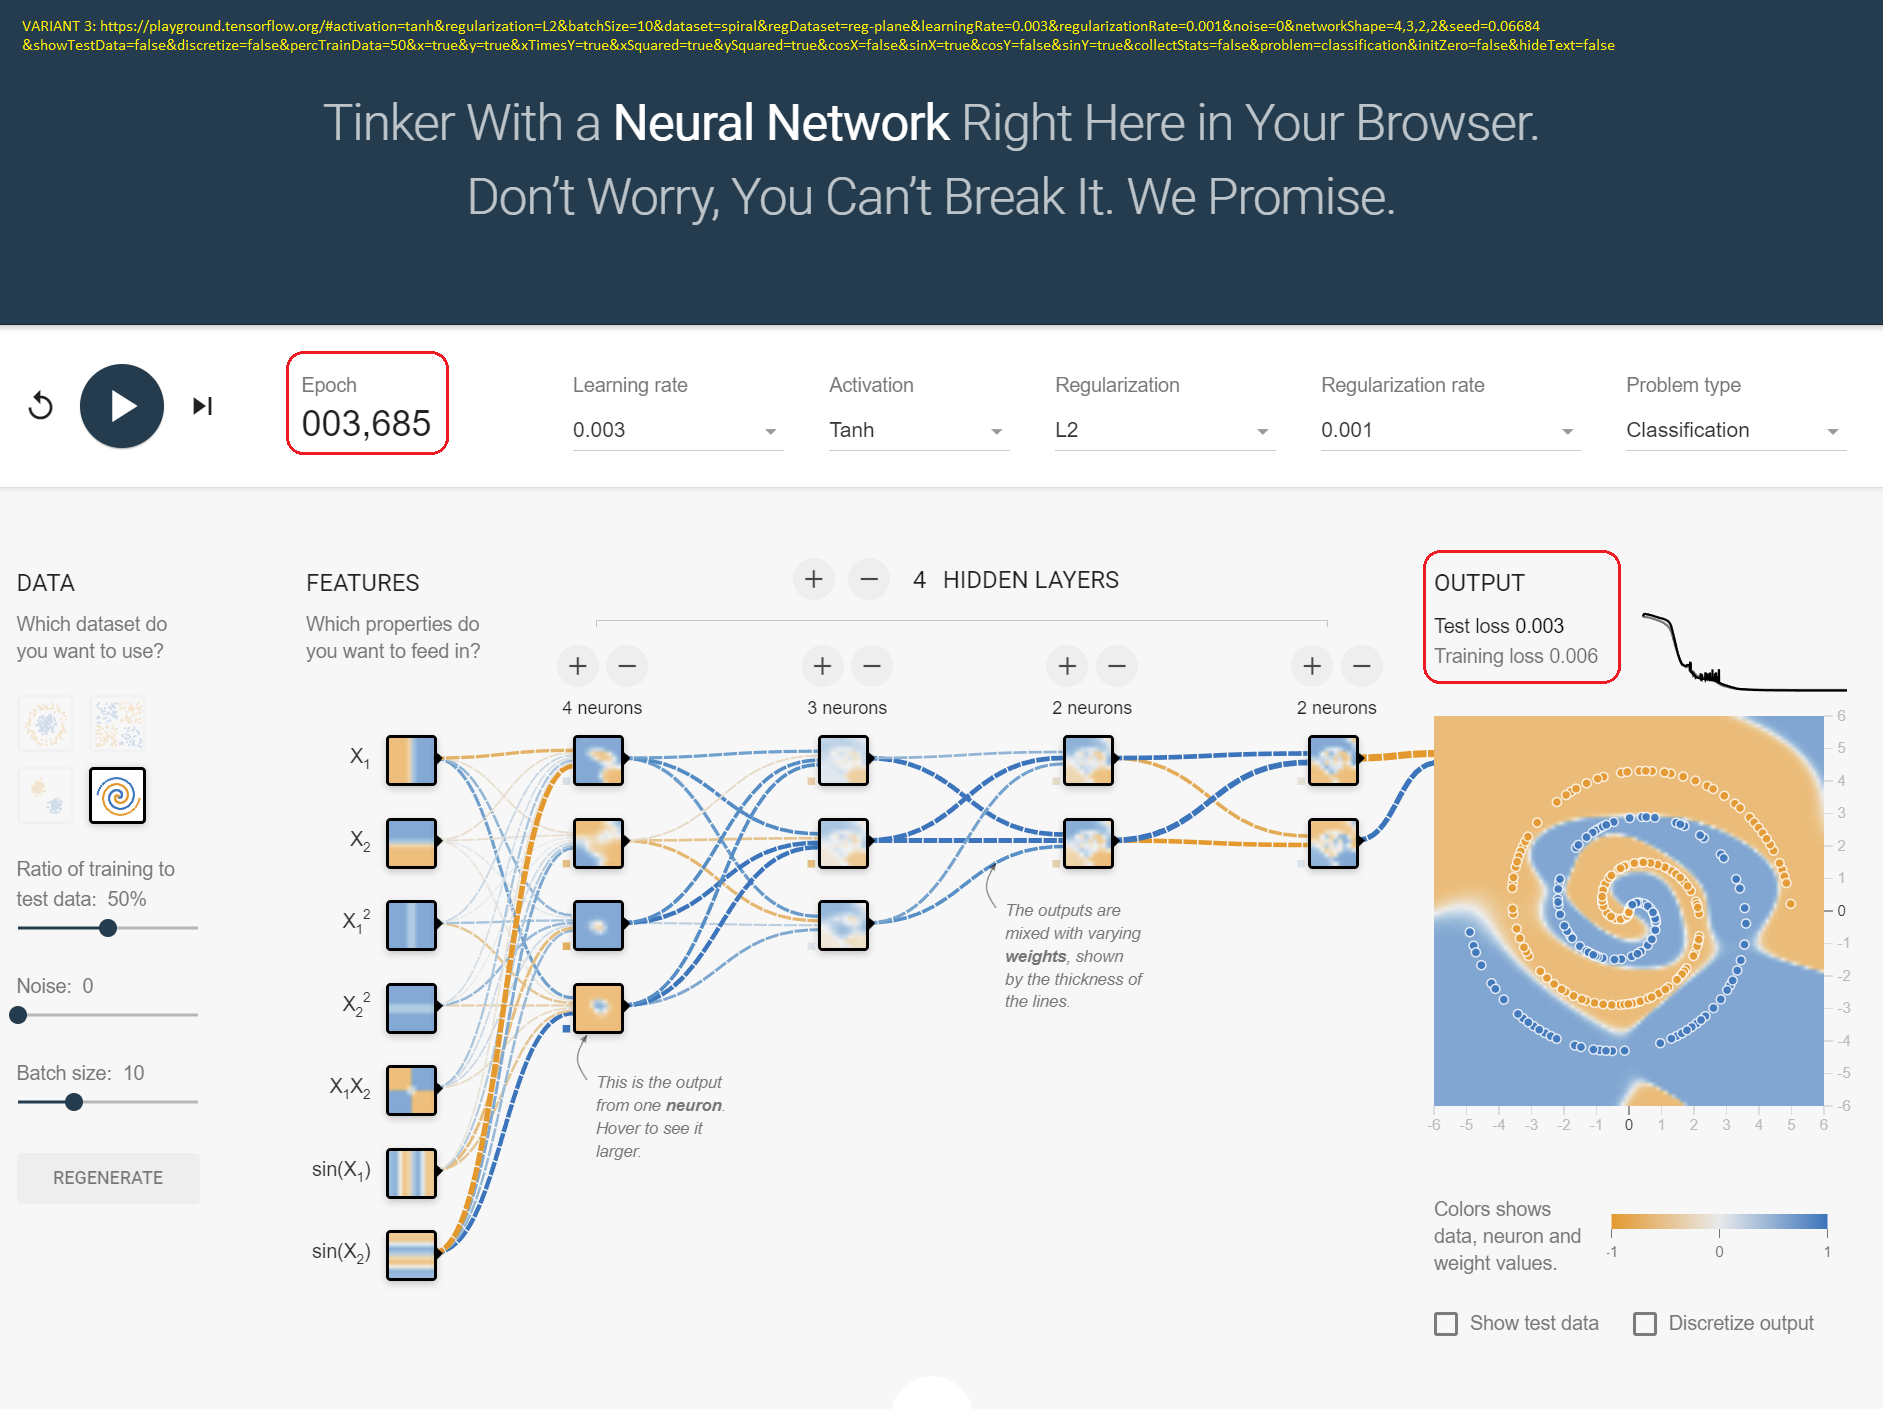 VARIANT 3: https://playground.tensorflow.org/#activation=tanh&regularization=L2&batchSize=10&dataset=spiral&regDataset=reg-plane&learningRate=0.003&regularizationRate=0.001&noise=0&networkShape=4,3,2,2&seed=0.06684
&showTestData=false&discretize=false&percTrainData=50&x=true&y=true&xTimesY=true&xSquared=true&ySquared=true&cosX=false&sinX=true&cosY=false&sinY=true&collectStats=false&problem=classification&initZero=false&hideText=false
Tinker With a Neural Network Right Here in Your Browser.
Don't Worry, You Can't Break It. We Promise.
Epoch
003,685
Learning rate
0.003
Activation
Tanh
Regularization
L2
Regularization rate
0.001
Problem type
Classification
DATA
Which dataset do
you want to use?
Ratio of training to
test data: 50%
Noise: 0
Batch size: 10
REGENERATE
FEATURES
Which properties do
you want to feed in?
X₁
X₂
X₁²
X₂²
X₁X₂
sin(X₁)
sin(X₂)
+ − 4 HIDDEN LAYERS
+ −
4 neurons
+ −
3 neurons
+ −
2 neurons
+ −
2 neurons
This is the output
from one neuron.
Hover to see it
larger.
The outputs are
mixed with varying
weights, shown
by the thickness of
the lines.
OUTPUT
Test loss 0.003
Training loss 0.006
6
5
4
3
2
1
0
-1
-2
-3
-4
-5
-6
-6 -5 -4 -3 -2 -1 0 1 2 3 4 5 6
Colors shows
data, neuron and
weight values.
-1 0 1
Show test data
Discretize output